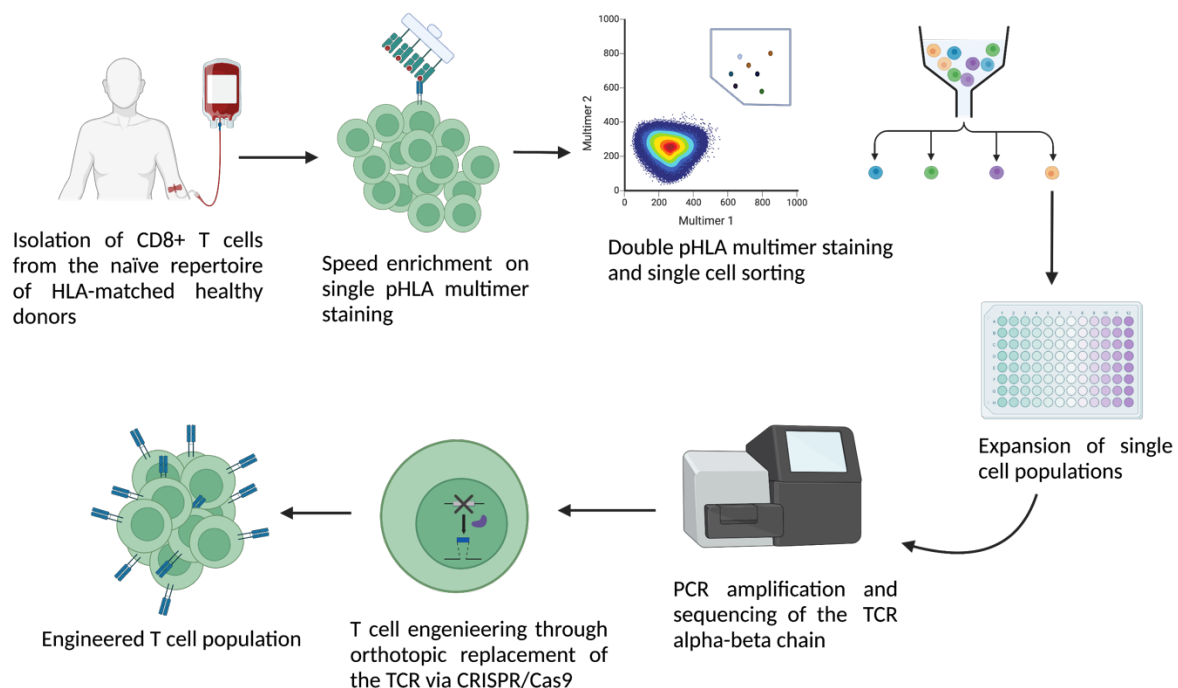 Isolation of CD8+ T cells
from the naïve repertoire
of HLA-matched healthy
donors
Speed enrichment on
single pHLA multimer
staining
1000
800
600
400
200
0
Multimer 2
0 200 400 600 800 1000
Multimer 1
Double pHLA multimer staining
and single cell sorting
Expansion of single
cell populations
PCR amplification and
sequencing of the TCR
alpha-beta chain
T cell engenieering through
orthotopic replacement of
the TCR via CRISPR/Cas9
Engineered T cell population